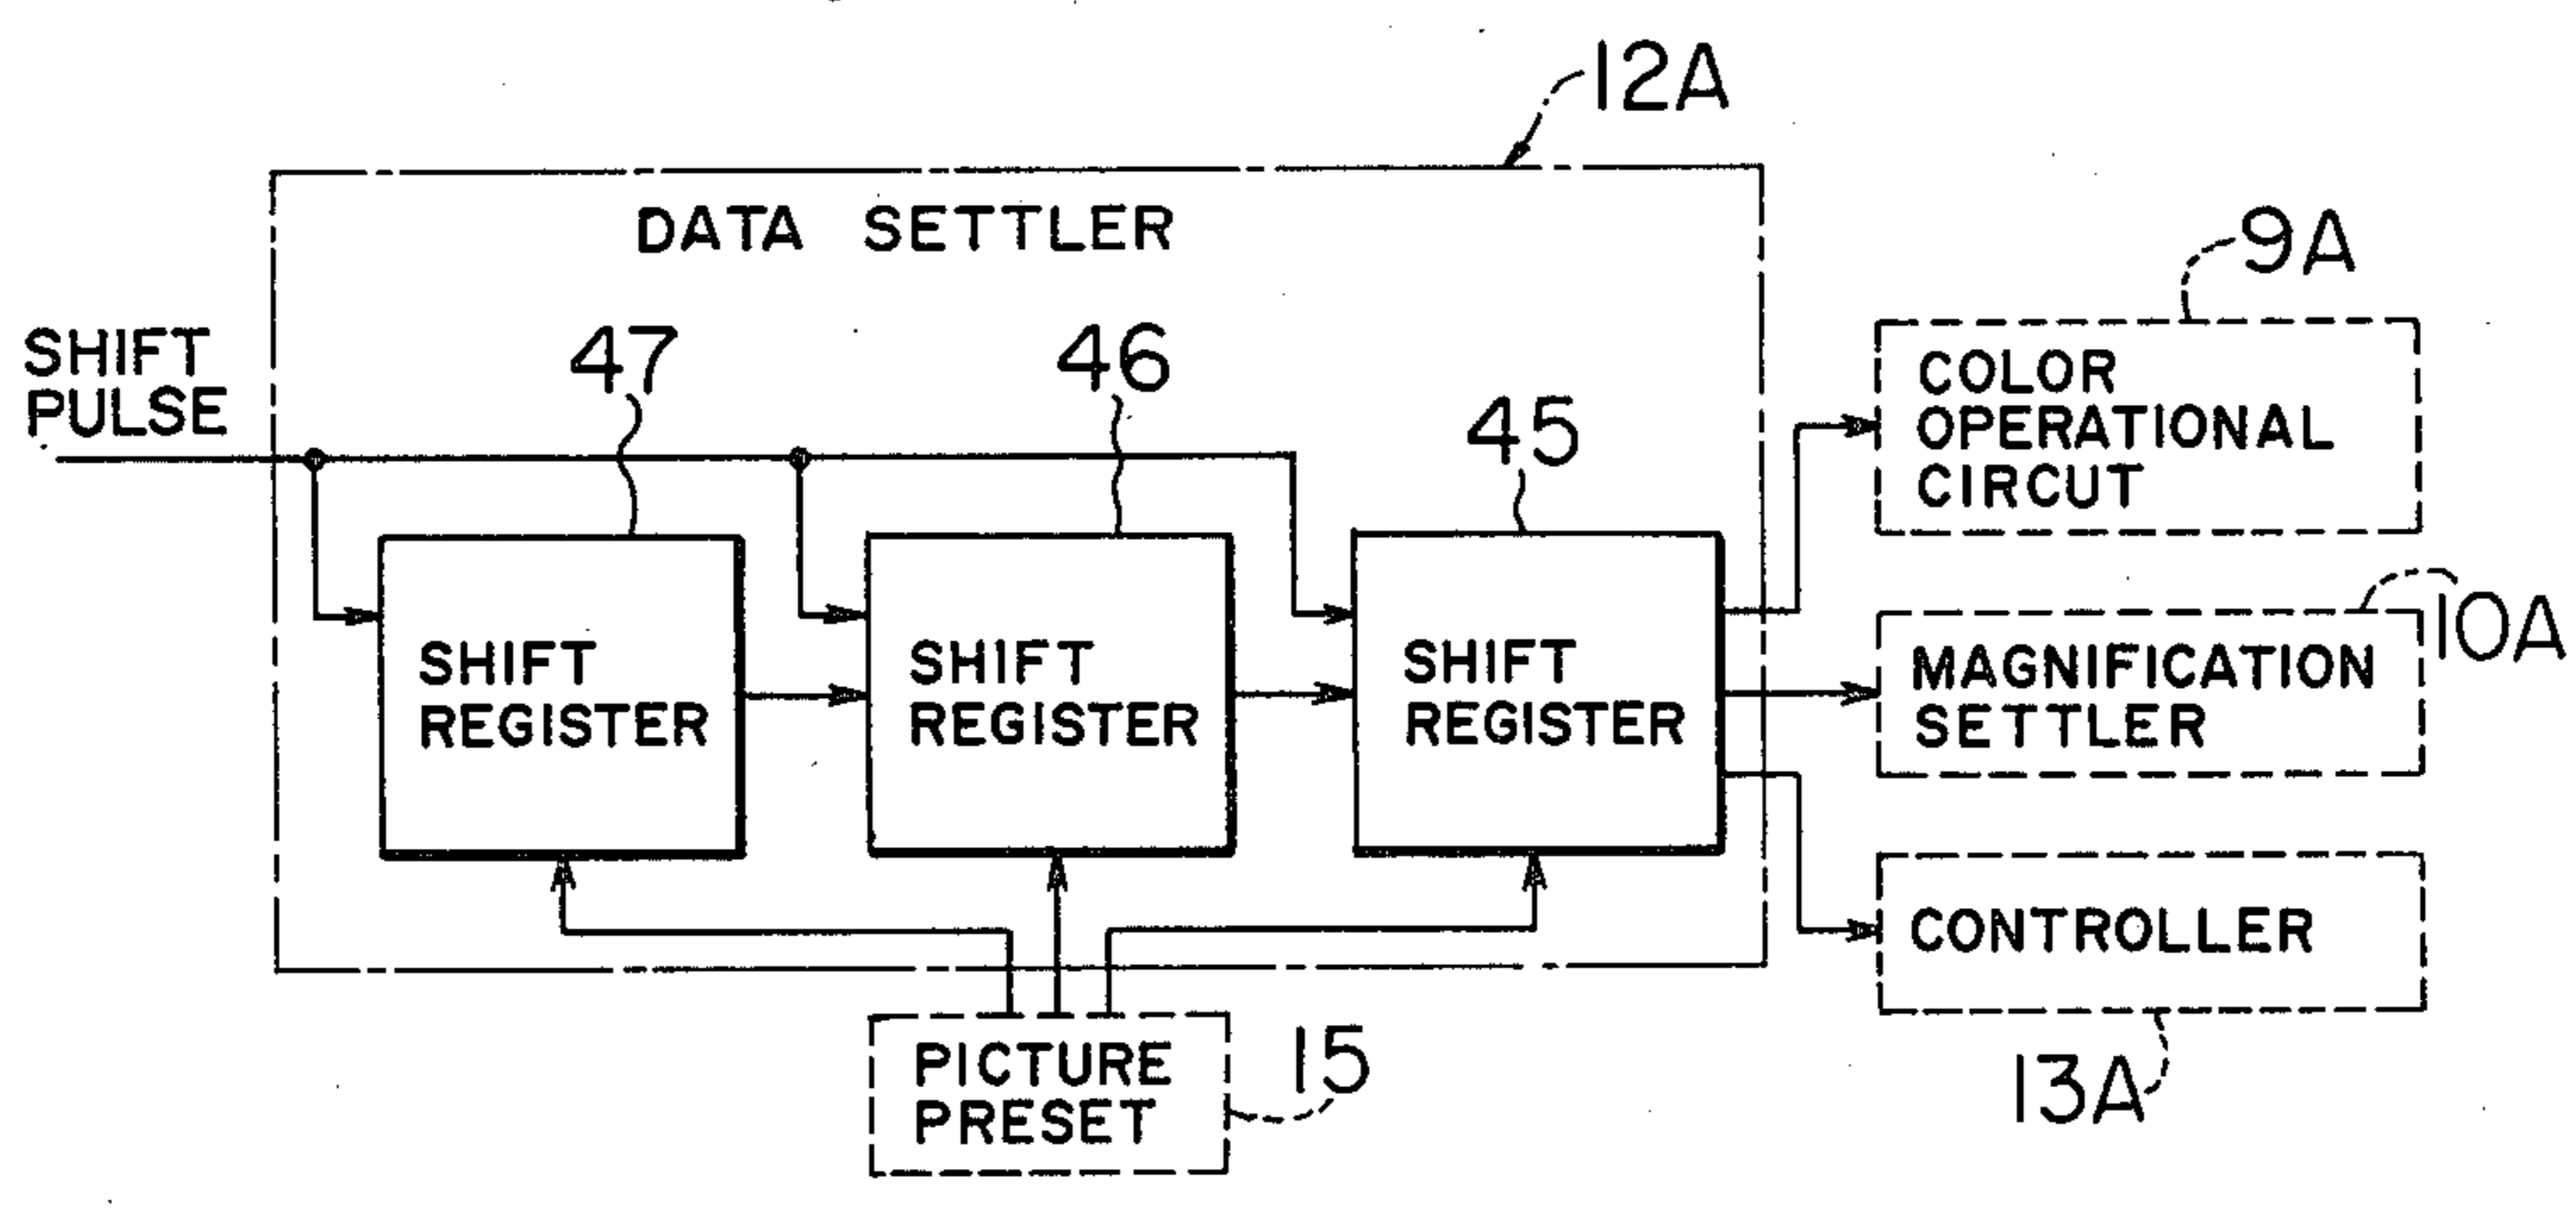 12A
DATA SETTLER
9A
SHIFT
PULSE
47
46
45
COLOR
OPERATIONAL
CIRCUT
10A
SHIFT
REGISTER
SHIFT
REGISTER
SHIFT
REGISTER
MAGNIFICATION
SETTLER
CONTROLLER
13A
PICTURE
PRESET
15